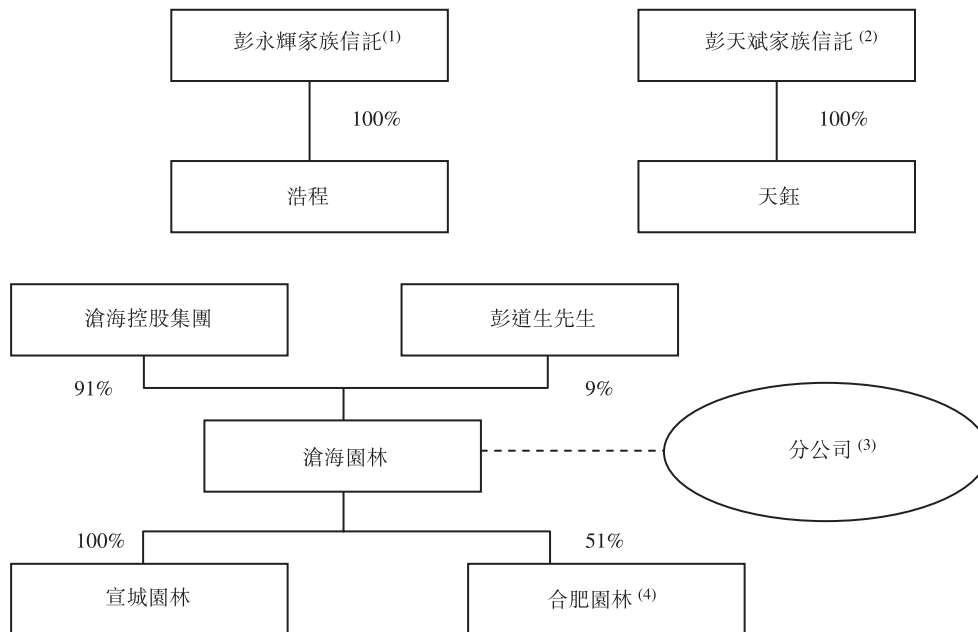 彭永輝家族信託(1)
彭天斌家族信託 (2)
100%
100%
浩程
天鈺
滄海控股集團
彭道生先生
91%
9%
滄海園林
分公司 (3)
100%
51%
宣城園林
合肥園林 (4)